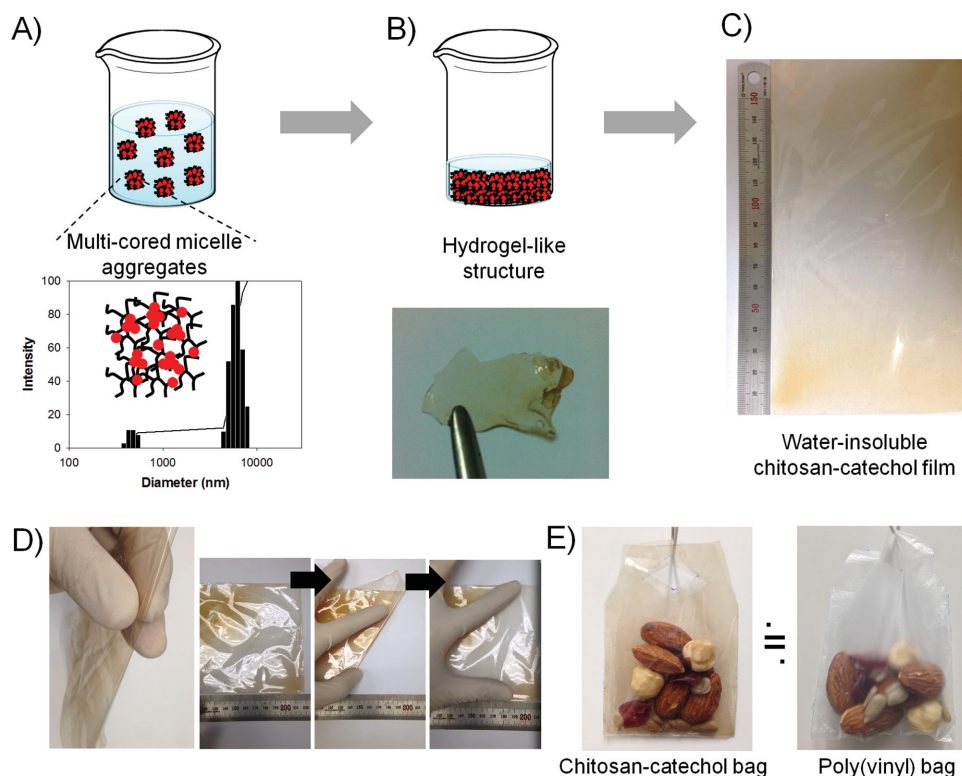 A)
B)
C)
Multi-cored micelle
aggregates
Hydrogel-like
structure
100
80
60
40
20
0
Intensity
100
1000
10000
Diameter (nm)
150
100
50
Water-insoluble
chitosan-catechol film
D)
200
200
200
E)
Chitosan-catechol bag
Poly(vinyl) bag